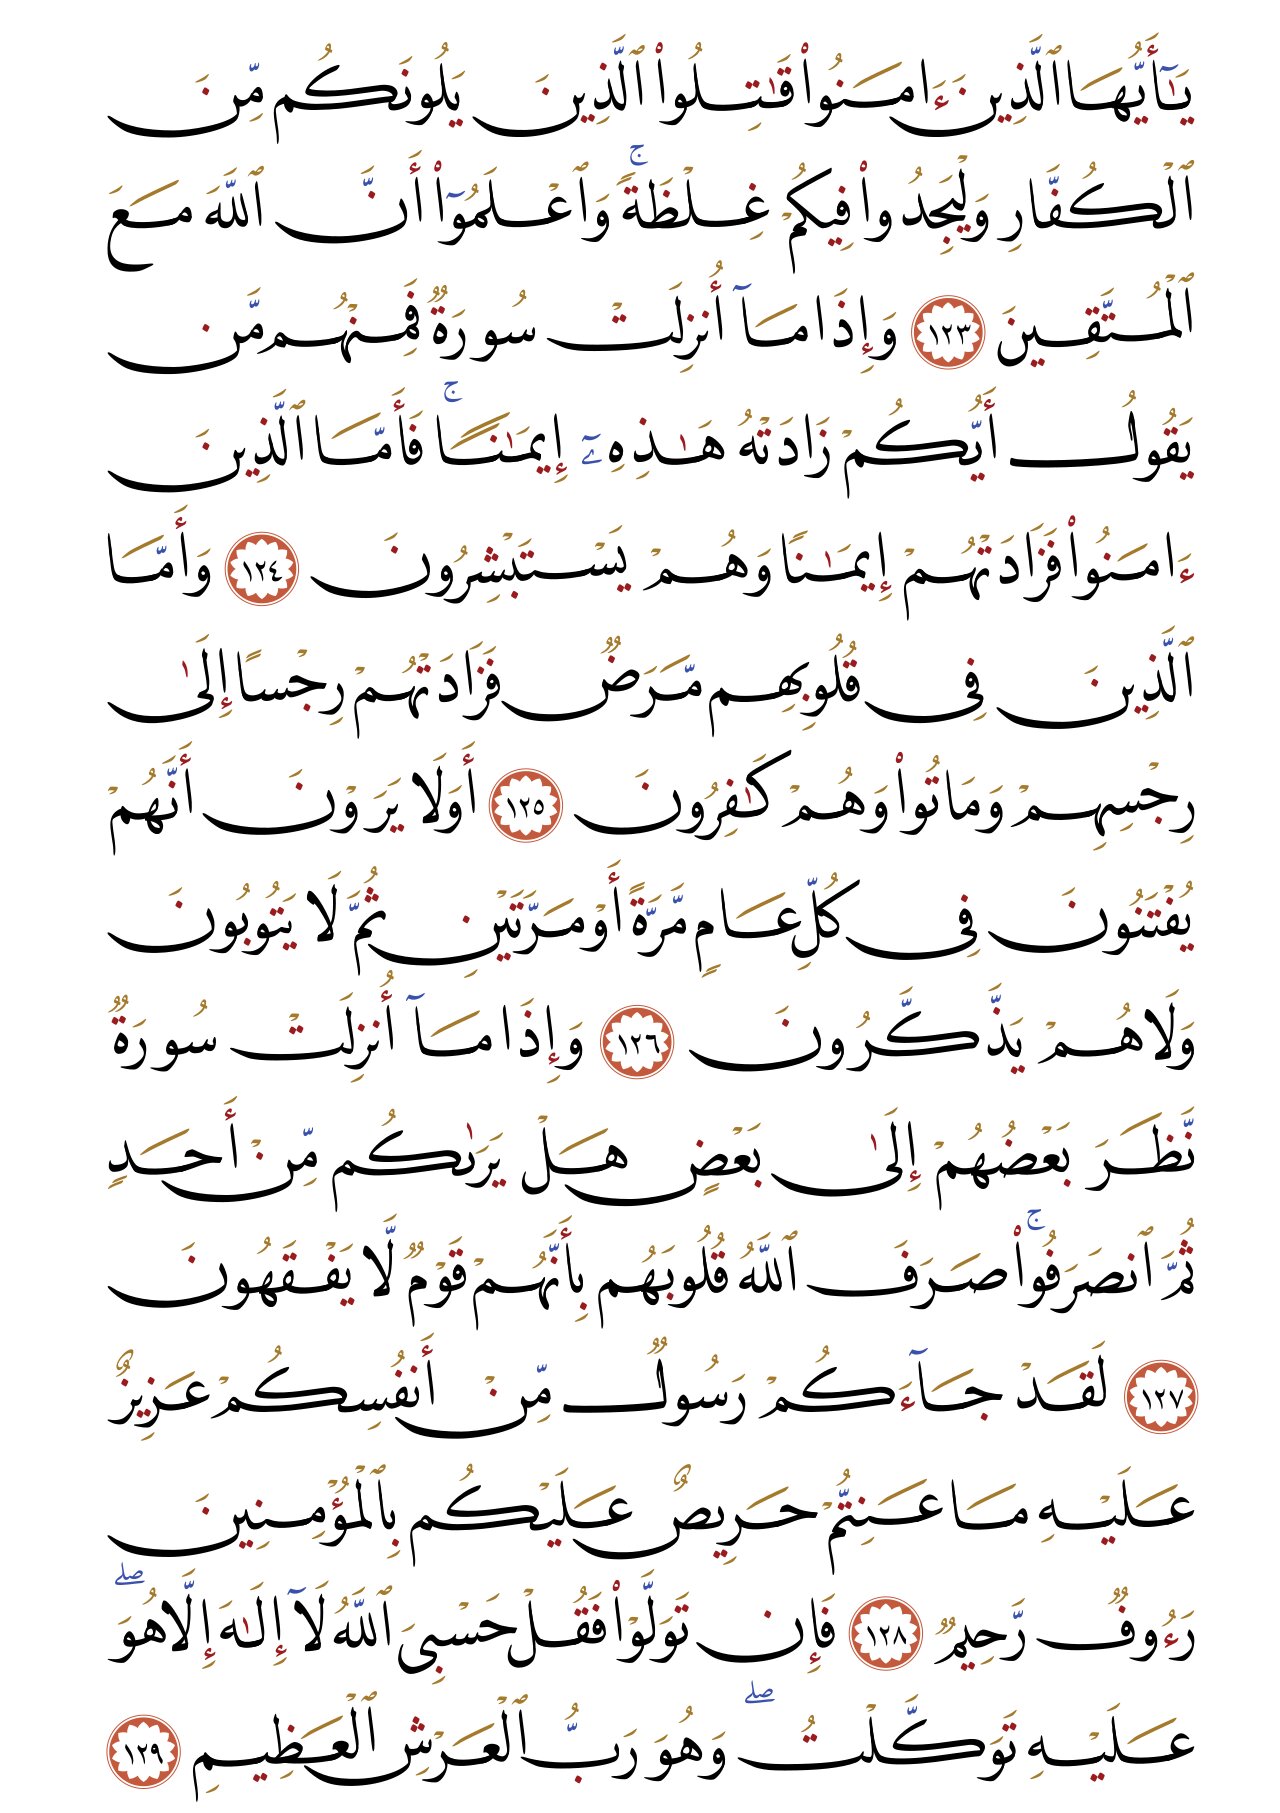 يَـٰٓأَيُّهَا ٱلَّذِينَ ءَامَنُوا۟ قَـٰتِلُوا۟ ٱلَّذِينَ يَلُونَكُم مِّنَ
ٱلْكُفَّارِ وَلْيَجِدُوا۟ فِيكُمْ غِلْظَةً ۚ وَٱعْلَمُوٓا۟ أَنَّ ٱللَّهَ مَعَ
ٱلْمُتَّقِينَ ١٢٣ وَإِذَا مَآ أُنزِلَتْ سُورَةٌ فَمِنْهُم مَّن
يَقُولُ أَيُّكُمْ زَادَتْهُ هَـٰذِهِۦٓ إِيمَـٰنًا ۚ فَأَمَّا ٱلَّذِينَ
ءَامَنُوا۟ فَزَادَتْهُمْ إِيمَـٰنًا وَهُمْ يَسْتَبْشِرُونَ ١٢٤ وَأَمَّا
ٱلَّذِينَ فِى قُلُوبِهِم مَّرَضٌ فَزَادَتْهُمْ رِجْسًا إِلَىٰ
رِجْسِهِمْ وَمَاتُوا۟ وَهُمْ كَـٰفِرُونَ ١٢٥ أَوَلَا يَرَوْنَ أَنَّهُمْ
يُفْتَنُونَ فِى كُلِّ عَامٍ مَّرَّةً أَوْ مَرَّتَيْنِ ثُمَّ لَا يَتُوبُونَ
وَلَا هُمْ يَذَّكَّرُونَ ١٢٦ وَإِذَا مَآ أُنزِلَتْ سُورَةٌ
نَّظَرَ بَعْضُهُمْ إِلَىٰ بَعْضٍ هَلْ يَرَىٰكُم مِّنْ أَحَدٍ
ثُمَّ ٱنصَرَفُوا۟ ۚ صَرَفَ ٱللَّهُ قُلُوبَهُم بِأَنَّهُمْ قَوْمٌ لَّا يَفْقَهُونَ
١٢٧ لَقَدْ جَآءَكُمْ رَسُولٌ مِّنْ أَنفُسِكُمْ عَزِيزٌ
عَلَيْهِ مَا عَنِتُّمْ حَرِيصٌ عَلَيْكُم بِٱلْمُؤْمِنِينَ
رَءُوفٌ رَّحِيمٌ ١٢٨ فَإِن تَوَلَّوْا۟ فَقُلْ حَسْبِىَ ٱللَّهُ لَآ إِلَـٰهَ إِلَّا هُوَ ۖ
عَلَيْهِ تَوَكَّلْتُ ۖ وَهُوَ رَبُّ ٱلْعَرْشِ ٱلْعَظِيمِ ١٢٩